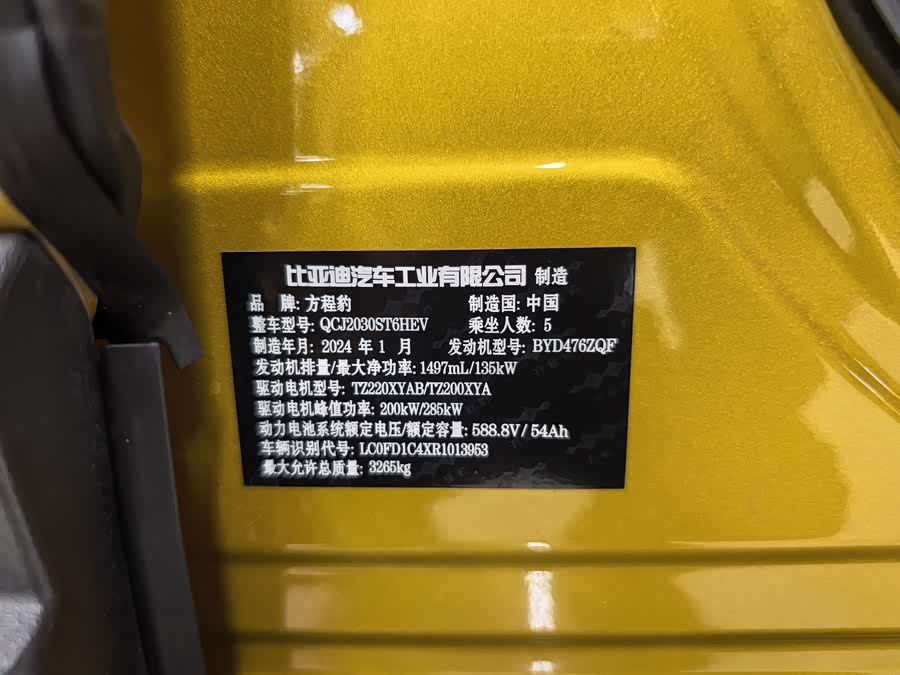 比亚迪汽车工业有限公司 制造
品 牌: 方程豹 制造国: 中国
整车型号: QCJ2030ST6HEV 乘坐人数: 5
制造年月: 2024 年 1 月 发动机型号: BYD476ZQF
发动机排量/最大净功率: 1497mL/135kW
驱动电机型号: TZ220XYAB/TZ200XYA
驱动电机峰值功率: 200kW/285kW
动力电池系统额定电压/额定容量: 588.8V/ 54Ah
车辆识别代号: LC0FD1C4XR1013953
最大允许总质量: 3265kg